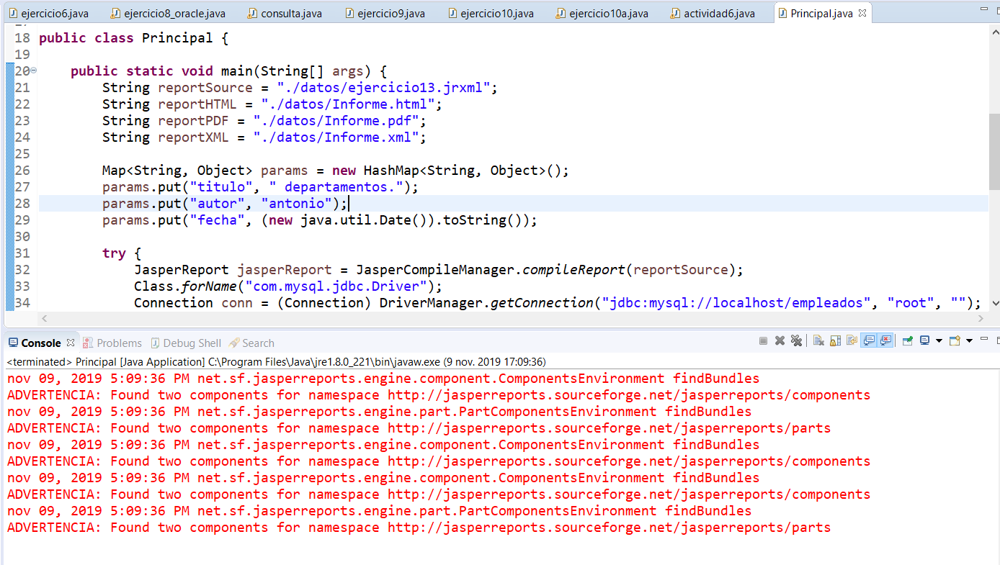 ejercicio6.java ejercicio8_oracle.java consulta.java ejercicio9.java ejercicio10.java ejercicio10a.java actividad6.java Principal.java
18 public class Principal {
19
20 public static void main(String[] args) {
21 String reportSource = "./datos/ejercicio13.jrxml";
22 String reportHTML = "./datos/Informe.html";
23 String reportPDF = "./datos/Informe.pdf";
24 String reportXML = "./datos/Informe.xml";
25
26 Map<String, Object> params = new HashMap<String, Object>();
27 params.put("titulo", " departamentos.");
28 params.put("autor", "antonio");
29 params.put("fecha", (new java.util.Date()).toString());
30
31 try {
32 JasperReport jasperReport = JasperCompileManager.compileReport(reportSource);
33 Class.forName("com.mysql.jdbc.Driver");
34 Connection conn = (Connection) DriverManager.getConnection("jdbc:mysql://localhost/empleados", "root", "");
Console Problems Debug Shell Search
<terminated> Principal [Java Application] C:\Program Files\Java\jre1.8.0_221\bin\javaw.exe (9 nov. 2019 17:09:36)
nov 09, 2019 5:09:36 PM net.sf.jasperreports.engine.component.ComponentsEnvironment findBundles
ADVERTENCIA: Found two components for namespace http://jasperreports.sourceforge.net/jasperreports/components
nov 09, 2019 5:09:36 PM net.sf.jasperreports.engine.part.PartComponentsEnvironment findBundles
ADVERTENCIA: Found two components for namespace http://jasperreports.sourceforge.net/jasperreports/parts
nov 09, 2019 5:09:36 PM net.sf.jasperreports.engine.component.ComponentsEnvironment findBundles
ADVERTENCIA: Found two components for namespace http://jasperreports.sourceforge.net/jasperreports/components
nov 09, 2019 5:09:36 PM net.sf.jasperreports.engine.component.ComponentsEnvironment findBundles
ADVERTENCIA: Found two components for namespace http://jasperreports.sourceforge.net/jasperreports/components
nov 09, 2019 5:09:36 PM net.sf.jasperreports.engine.part.PartComponentsEnvironment findBundles
ADVERTENCIA: Found two components for namespace http://jasperreports.sourceforge.net/jasperreports/parts